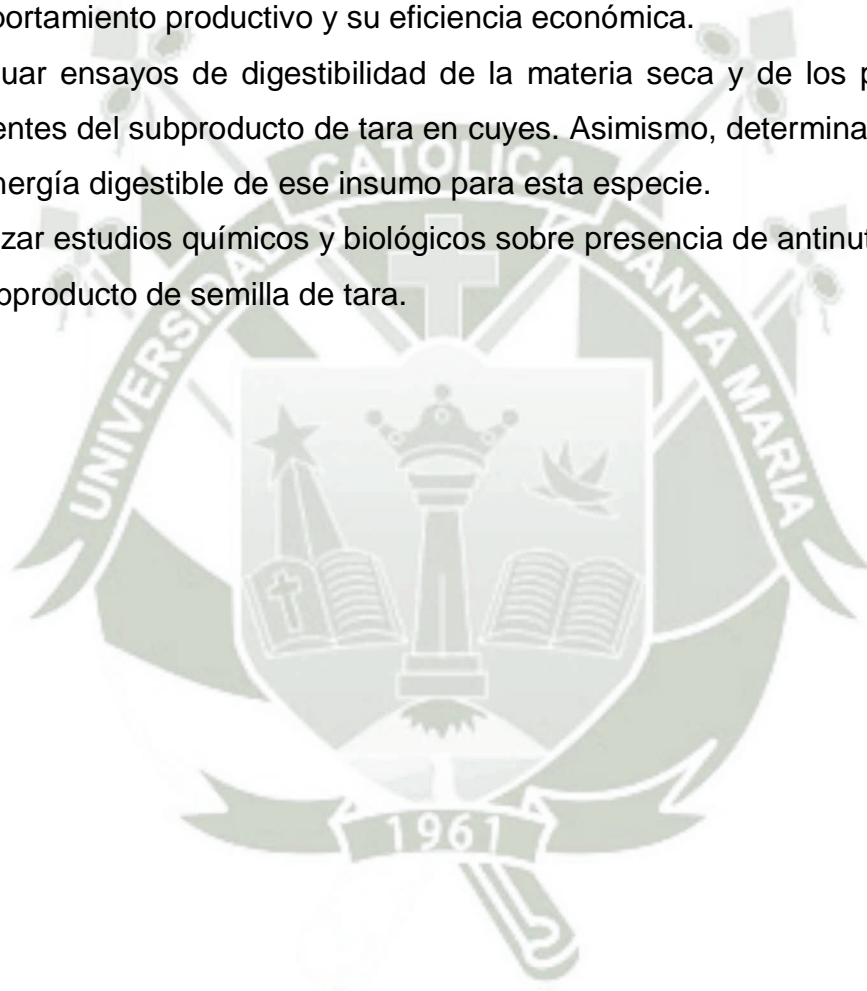 portamiento productivo y su eficiencia económica.
uar ensayos de digestibilidad de la materia seca y de los p
entes del subproducto de tara en cuyes. Asimismo, determina
nergía digestible de ese insumo para esta especie.
zar estudios químicos y biológicos sobre presencia de antinut
bproducto de semilla de tara.
UNIVERSIDAD CATOLICA SANTA MARIA
1961